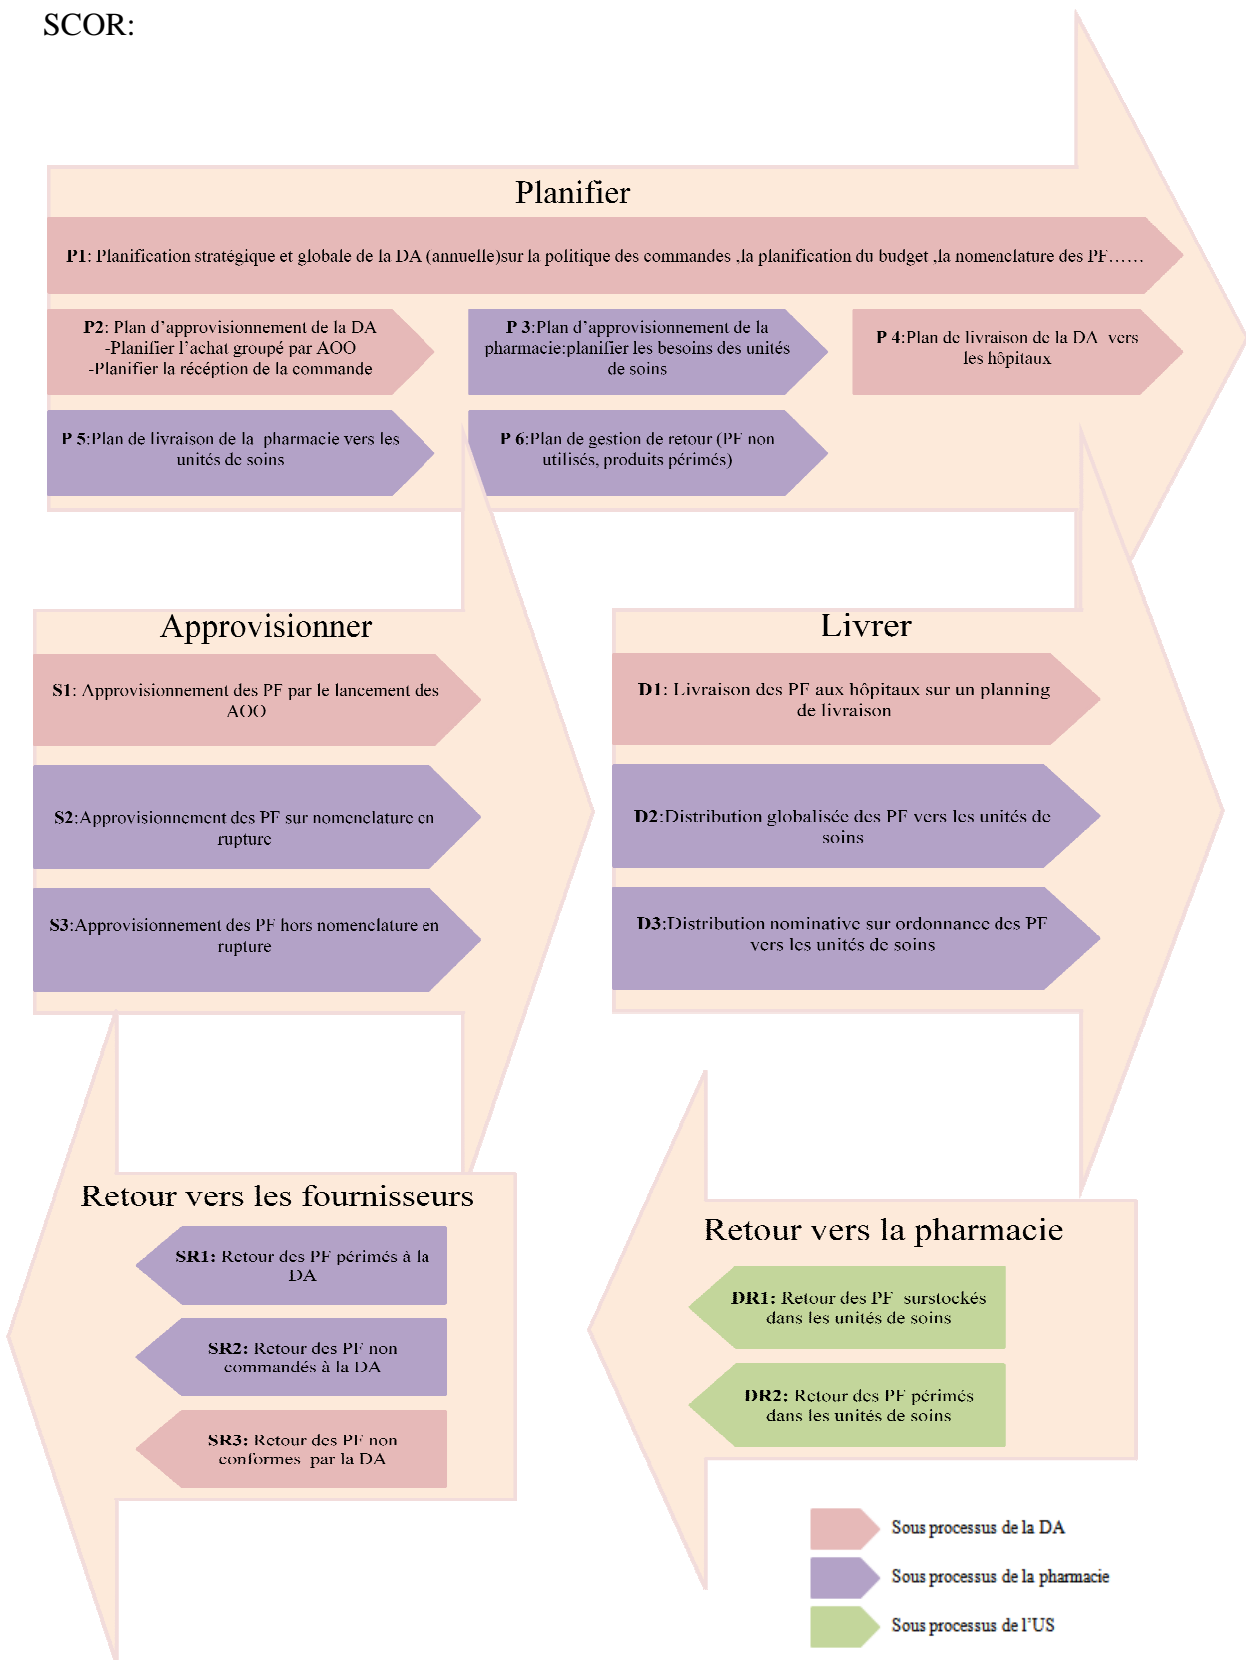 SCOR:
Planifier
P1: Planification stratégique et globale de la DA (annuelle)sur la politique des commandes ,la planification du budget ,la nomenclature des PF……
P2: Plan d’approvisionnement de la DA
-Planifier l’achat groupé par AOO
-Planifier la récéption de la commande
P 3:Plan d’approvisionnement de la
pharmacie:planifier les besoins des unités
de soins
P 4:Plan de livraison de la DA vers
les hôpitaux
P 5:Plan de livraison de la pharmacie vers les
unités de soins
P 6:Plan de gestion de retour (PF non
utilisés, produits périmés)
Approvisionner
S1: Approvisionnement des PF par le lancement des
AOO
S2:Approvisionnement des PF sur nomenclature en
rupture
S3:Approvisionnement des PF hors nomenclature en
rupture
Livrer
D1: Livraison des PF aux hôpitaux sur un planning
de livraison
D2:Distribution globalisée des PF vers les unités de
soins
D3:Distribution nominative sur ordonnance des PF
vers les unités de soins
Retour vers les fournisseurs
SR1: Retour des PF périmés à la
DA
SR2: Retour des PF non
commandés à la DA
SR3: Retour des PF non
conformes par la DA
Retour vers la pharmacie
DR1: Retour des PF surstockés
dans les unités de soins
DR2: Retour des PF périmés
dans les unités de soins
Sous processus de la DA
Sous processus de la pharmacie
Sous processus de l’US